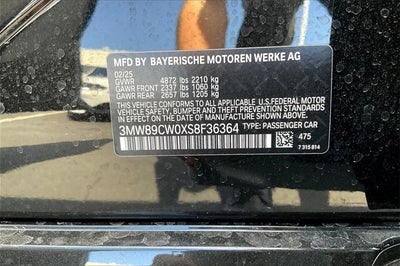 MFD BY BAYERISCHE MOTOREN WERKE AG
02/25
GVWR 4872 lbs 2210 kg
GAWR FRONT 2337 lbs 1060 kg
GAWR REAR 2657 lbs 1205 kg
THIS VEHICLE CONFORMS TO ALL APPLICABLE U.S.FEDERAL MOTOR
VEHICLE SAFETY, BUMPER, AND THEFT PREVENTION STANDARDS
IN EFFECT ON THE DATE OF MANUFACTURE SHOWN ABOVE.
3MW89CW0XS8F36364 TYPE: PASSENGER CAR
475
7 315 814